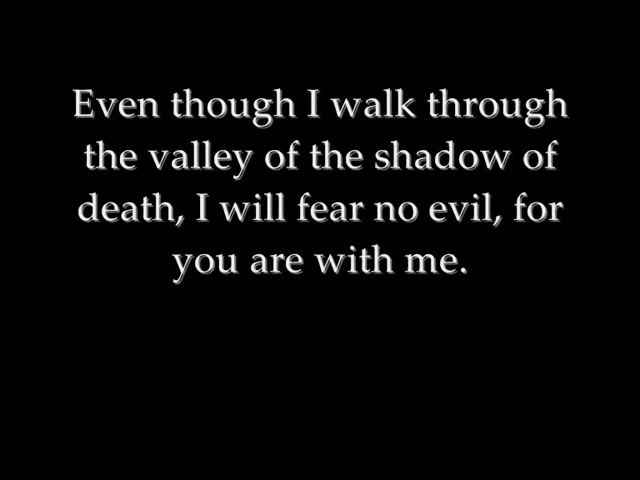 Even though I walk through
the valley of the shadow of
death, I will fear no evil, for
you are with me.